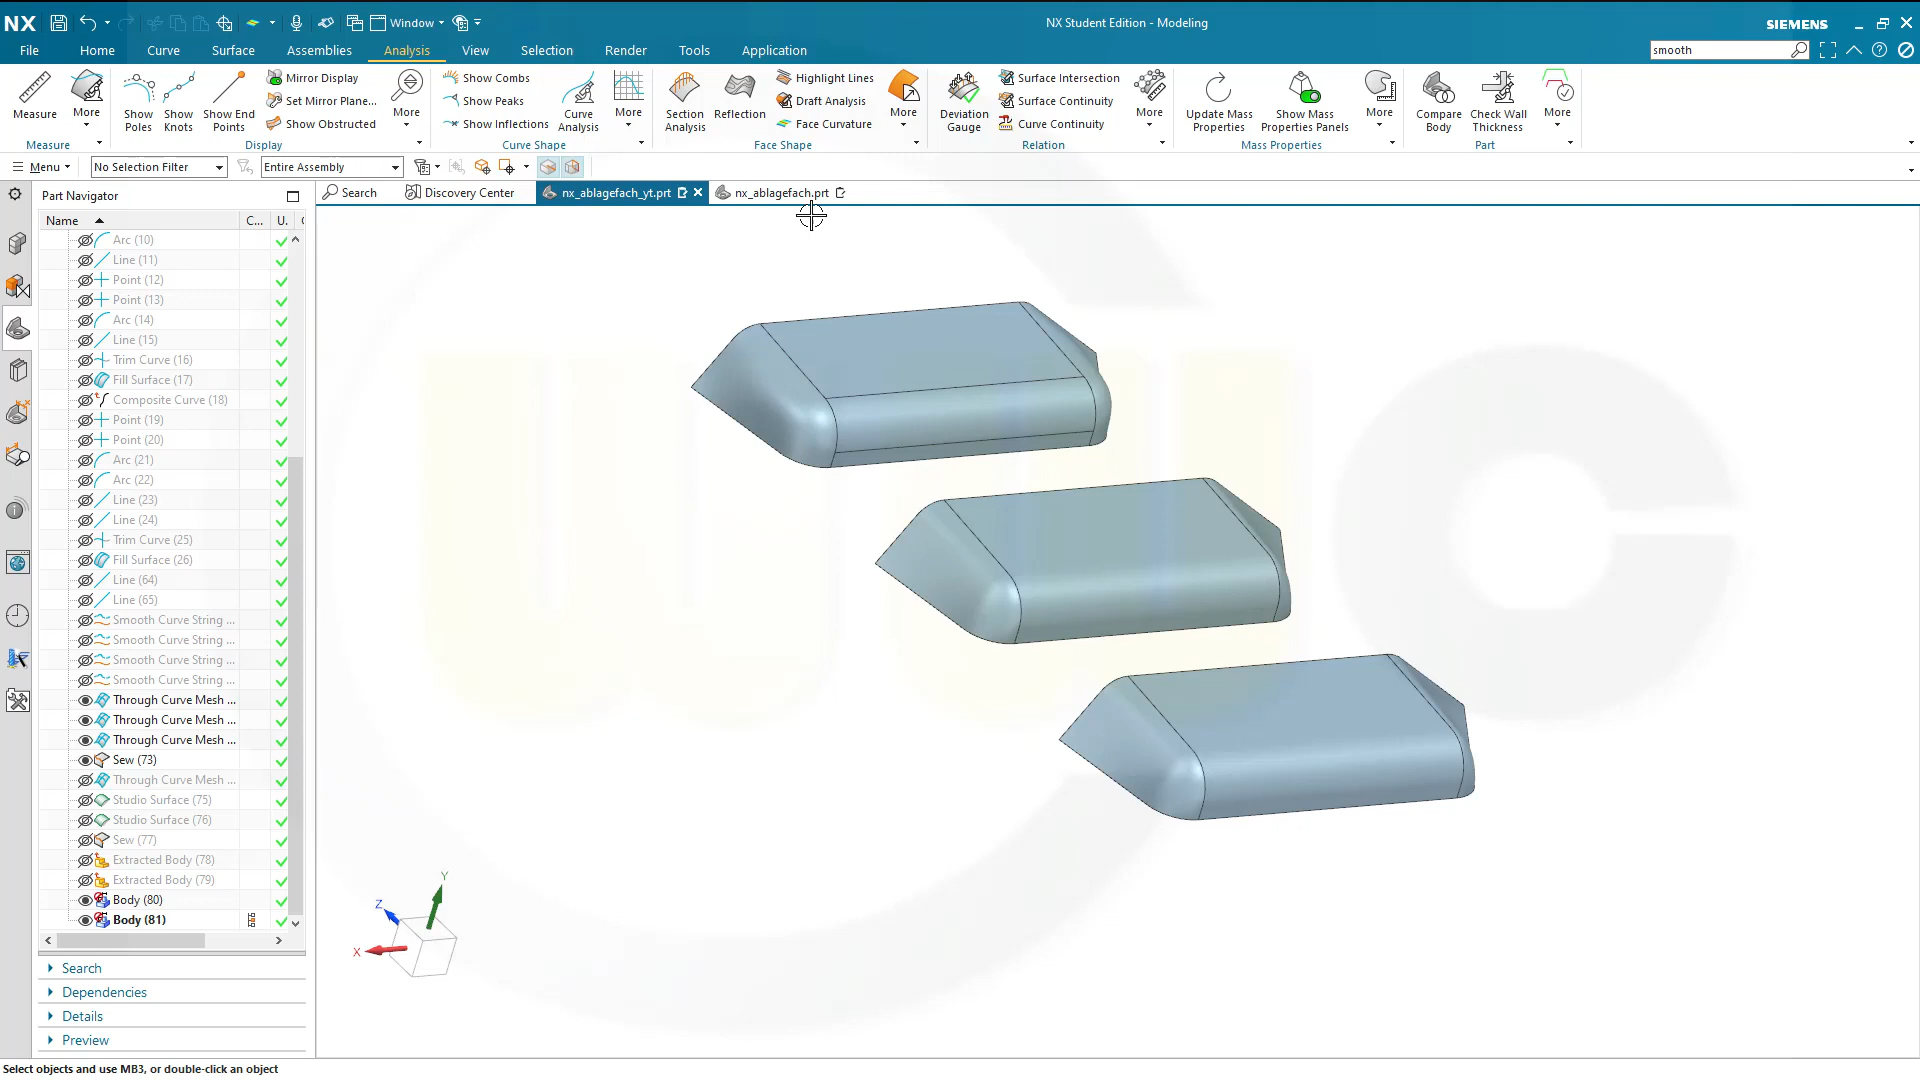 NX
Window
NX Student Edition - Modeling
SIEMENS
File
Home
Curve
Surface
Assemblies
Analysis
View
Selection
Render
Tools
Application
smooth
Measure
More
Show Poles
Show Knots
Show End Points
Mirror Display
Set Mirror Plane...
Show Obstructed
More
Show Combs
Show Peaks
Show Inflections
Curve Analysis
More
Section Analysis
Reflection
Highlight Lines
Draft Analysis
Face Curvature
More
Deviation Gauge
Surface Intersection
Surface Continuity
Curve Continuity
More
Update Mass Properties
Show Mass Properties Panels
More
Compare Body
Check Wall Thickness
More
Measure
Display
Curve Shape
Face Shape
Relation
Mass Properties
Part
Menu
No Selection Filter
Entire Assembly
Part Navigator
Search
Discovery Center
nx_ablagefach_yt.prt
nx_ablagefach.prt
Name
C...
U.
Arc (10)
Line (11)
Point (12)
Point (13)
Arc (14)
Line (15)
Trim Curve (16)
Fill Surface (17)
Composite Curve (18)
Point (19)
Point (20)
Arc (21)
Arc (22)
Line (23)
Line (24)
Trim Curve (25)
Fill Surface (26)
Line (64)
Line (65)
Smooth Curve String ...
Smooth Curve String ...
Smooth Curve String ...
Smooth Curve String ...
Through Curve Mesh ...
Through Curve Mesh ...
Through Curve Mesh ...
Sew (73)
Through Curve Mesh ...
Studio Surface (75)
Studio Surface (76)
Sew (77)
Extracted Body (78)
Extracted Body (79)
Body (80)
Body (81)
Search
Dependencies
Details
Preview
Y
Z
X
Select objects and use MB3, or double-click an object